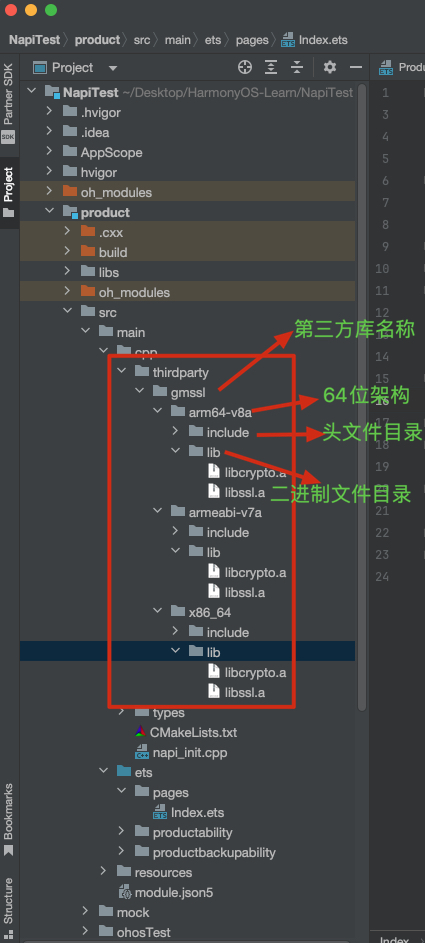 NapiTest product src main ets pages Index.ets
Partner SDK
SDK
Project
Bookmarks
Structure
Project
Produ
NapiTest ~/Desktop/HarmonyOS-Learn/NapiTest
.hvigor
.idea
AppScope
hvigor
oh_modules
product
.cxx
build
libs
oh_modules
src
main
cpp
thirdparty
gmssl
arm64-v8a
include
lib
libcrypto.a
libssl.a
armeabi-v7a
include
lib
libcrypto.a
libssl.a
x86_64
include
lib
libcrypto.a
libssl.a
types
CMakeLists.txt
napi_init.cpp
ets
pages
Index.ets
productability
productbackupability
resources
module.json5
mock
ohosTest
第三方库名称
64位架构
头文件目录
二进制文件目录
1
3
4
5
6
7
8
9
10
11
12
13
14
15
16
17
18
19
20
21
22
23
24
Index